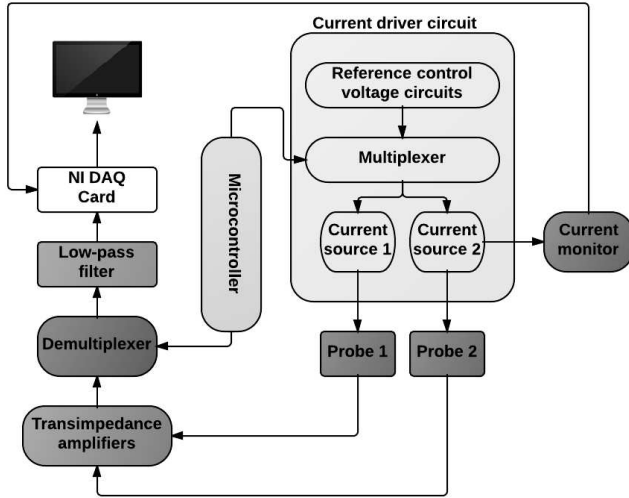 Current driver circuit
Reference control
voltage circuits
Multiplexer
Current
source 1
Current
source 2
Current
monitor
Microcontroller
NI DAQ
Card
Low-pass
filter
Demultiplexer
Transimpedance
amplifiers
Probe 1
Probe 2